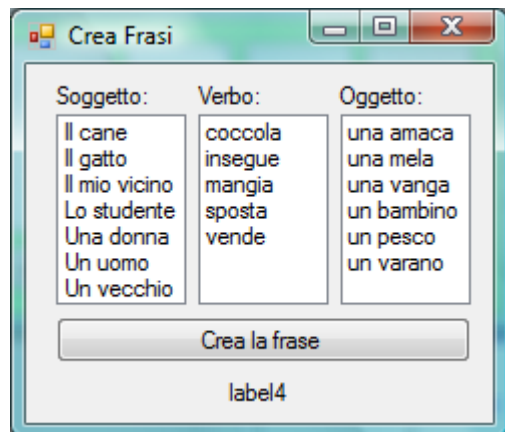 Crea Frasi
Soggetto:
Il cane
Il gatto
Il mio vicino
Lo studente
Una donna
Un uomo
Un vecchio
Verbo:
coccola
insegue
mangia
sposta
vende
Oggetto:
una amaca
una mela
una vanga
un bambino
un pesco
un varano
Crea la frase
label4